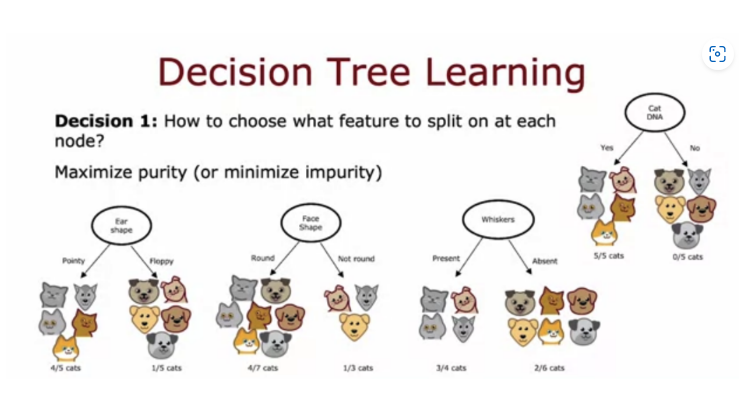 Decision Tree Learning
Decision 1: How to choose what feature to split on at each
node?
Maximize purity (or minimize impurity)
Cat
DNA
Yes
No
5/5 cats
0/5 cats
Ear
shape
Pointy
Floppy
4/5 cats
1/5 cats
Face
Shape
Round
Not round
4/7 cats
1/3 cats
Whiskers
Present
Absent
3/4 cats
2/6 cats